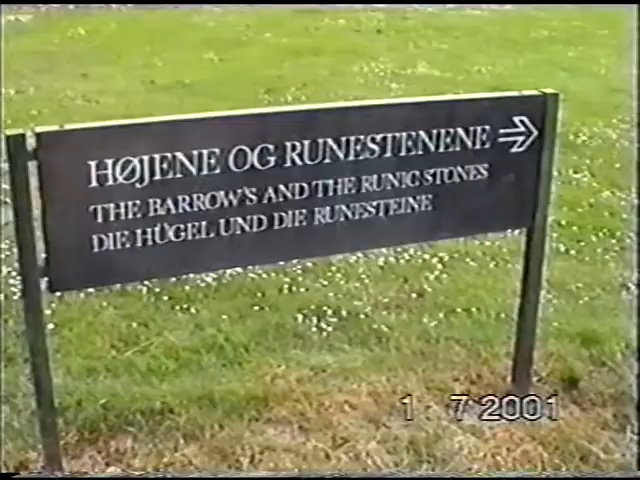 HØJENE OG RUNESTENENE
THE BARROW'S AND THE RUNIC STONES
DIE HÜGEL UND DIE RUNESTEINE
1 7 2001